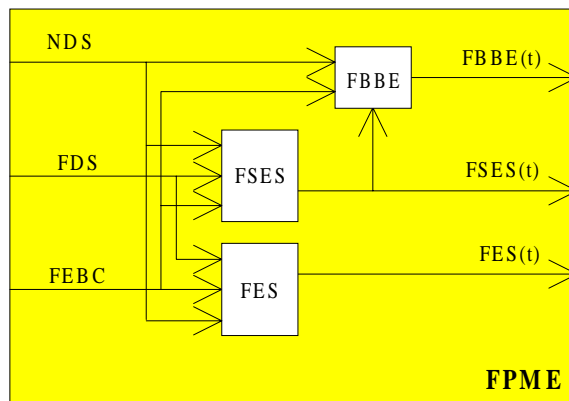 NDS
FBBE(t)
FBBE
FDS
FSES
FSES(t)
FES(t)
FEBC
FES
FPME